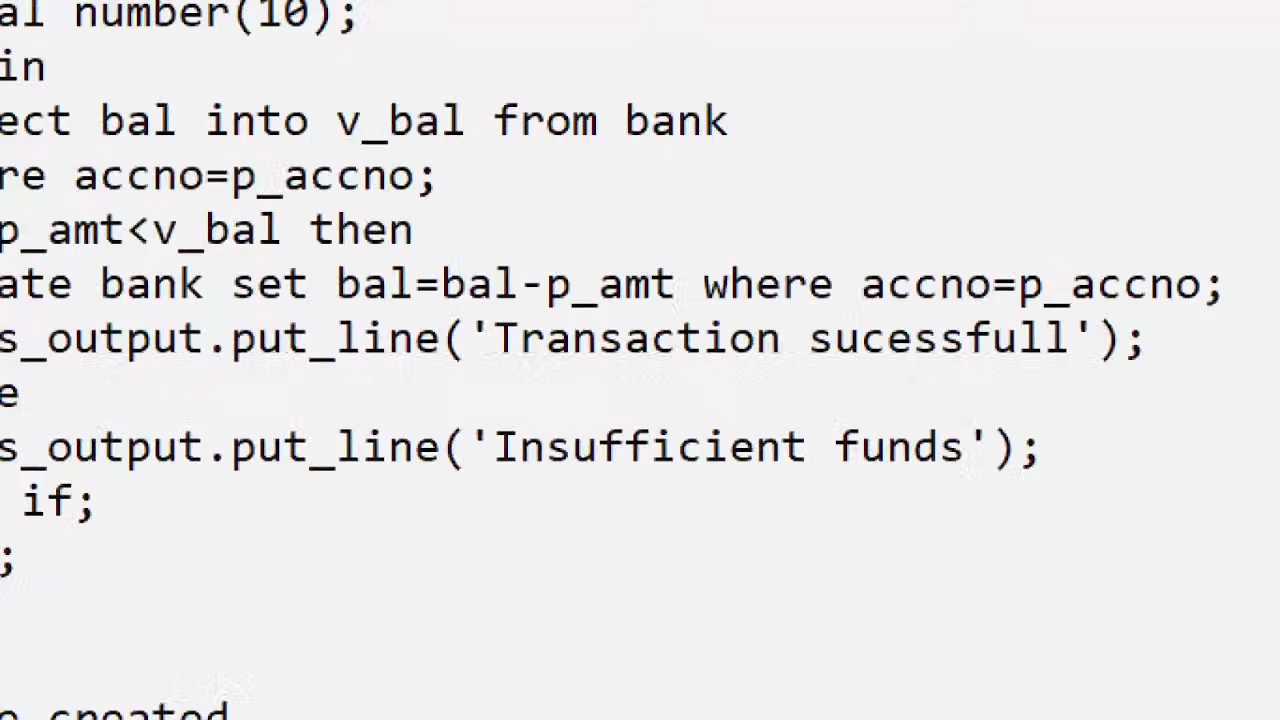 al number(10);
in
ect bal into v_bal from bank
re accno=p_accno;
p_amt<v_bal then
ate bank set bal=bal-p_amt where accno=p_accno;
s_output.put_line('Transaction sucessfull');
e
s_output.put_line('Insufficient funds');
if;
;
e created